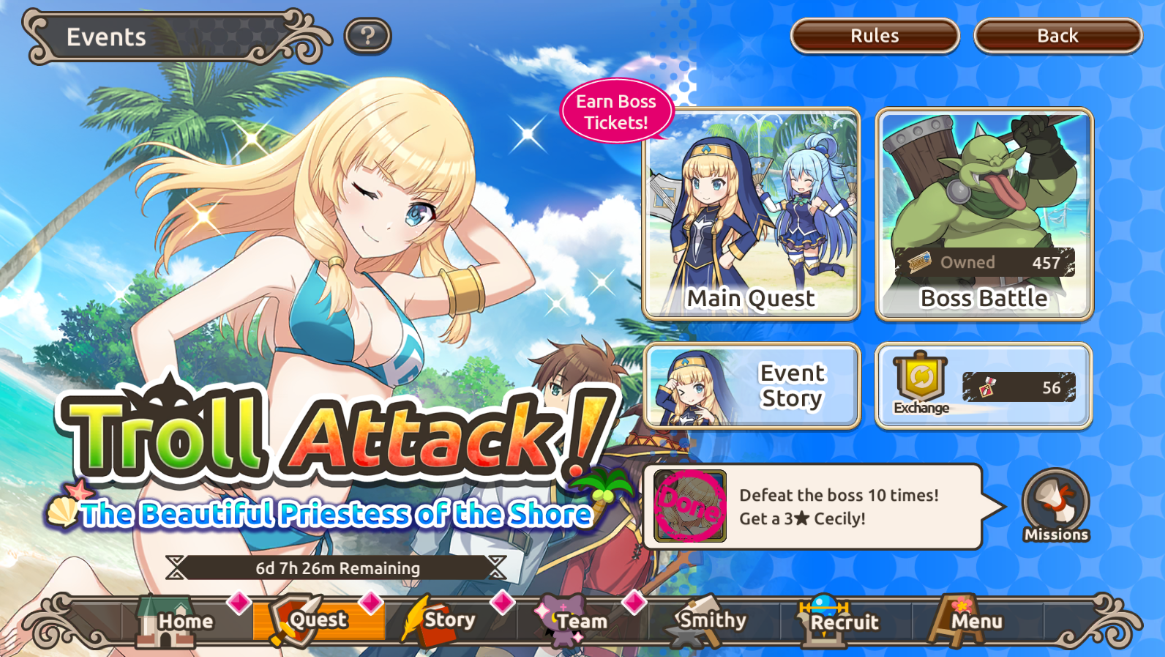 Events
?
Rules
Back
Earn Boss
Tickets!
Main Quest
Owned 457
Boss Battle
Event
Story
Exchange
56
Troll Attack!
The Beautiful Priestess of the Shore
Done
Defeat the boss 10 times!
Get a 3★ Cecily!
Missions
6d 7h 26m Remaining
Home
Quest
Story
Team
Smithy
Recruit
Menu